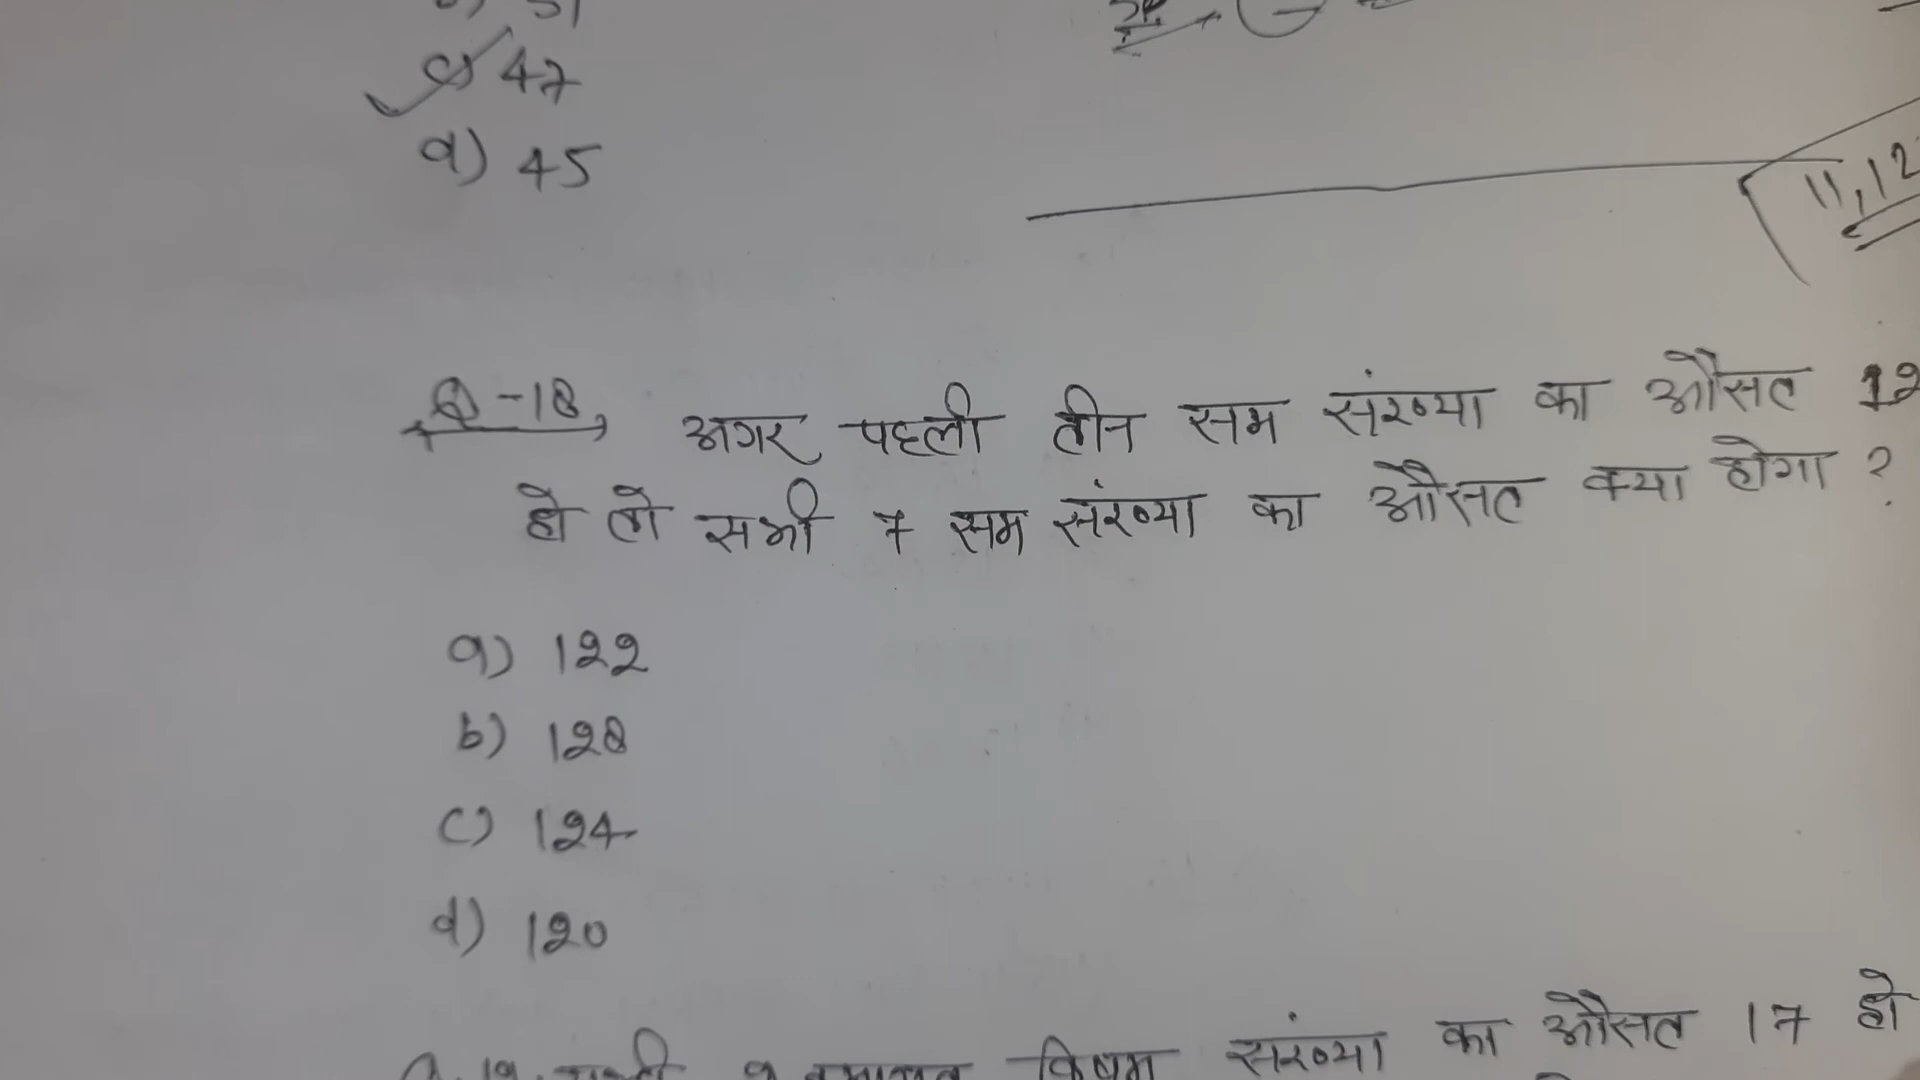 c) 47
d) 45
11, 12
Q-18, अगर पहली तीन सम संख्या का औसत 12
हो तो सभी 7 सम संख्या का औसत क्या होगा ?
a) 122
b) 128
c) 124
d) 120
विषम संख्या का औसत 17 हो